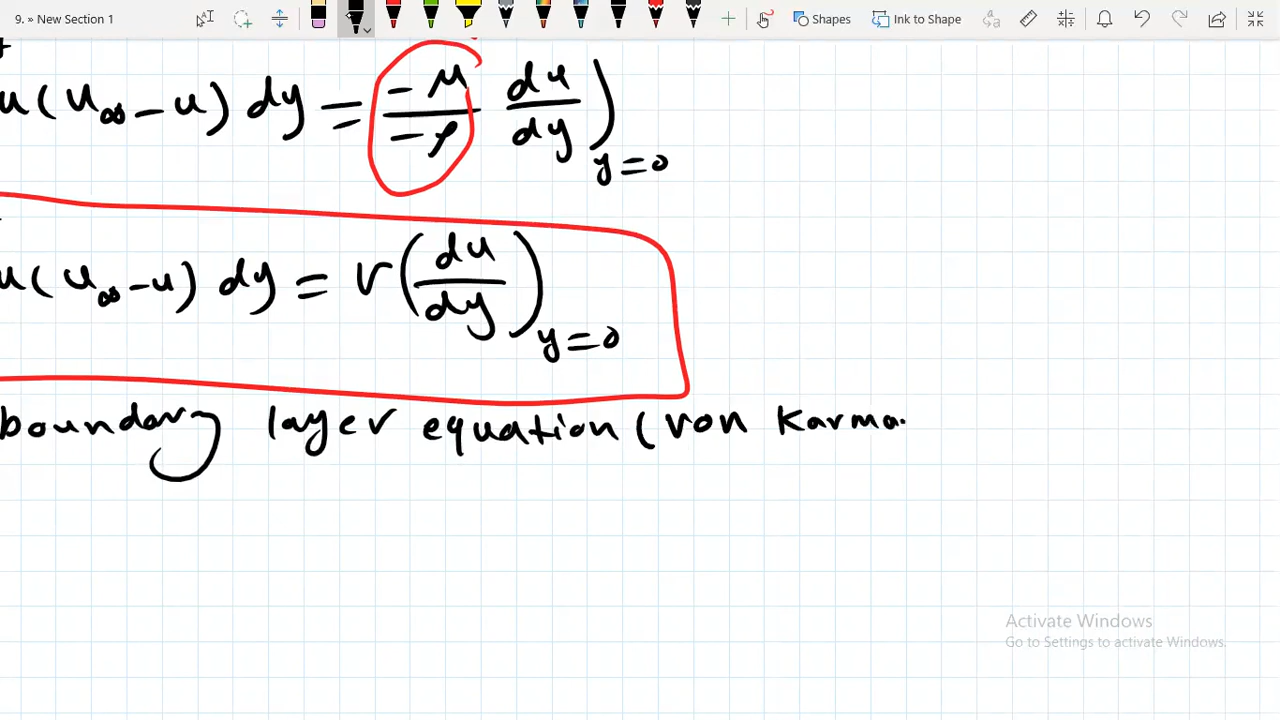 9. » New Section 1
Shapes
Ink to Shape
u(u∞ - u) dy = -μ/-ρ du/dy)y=0
u(u∞ - u) dy = ν(du/dy)y=0
boundary layer equation (von Karma
Activate Windows
Go to Settings to activate Windows.